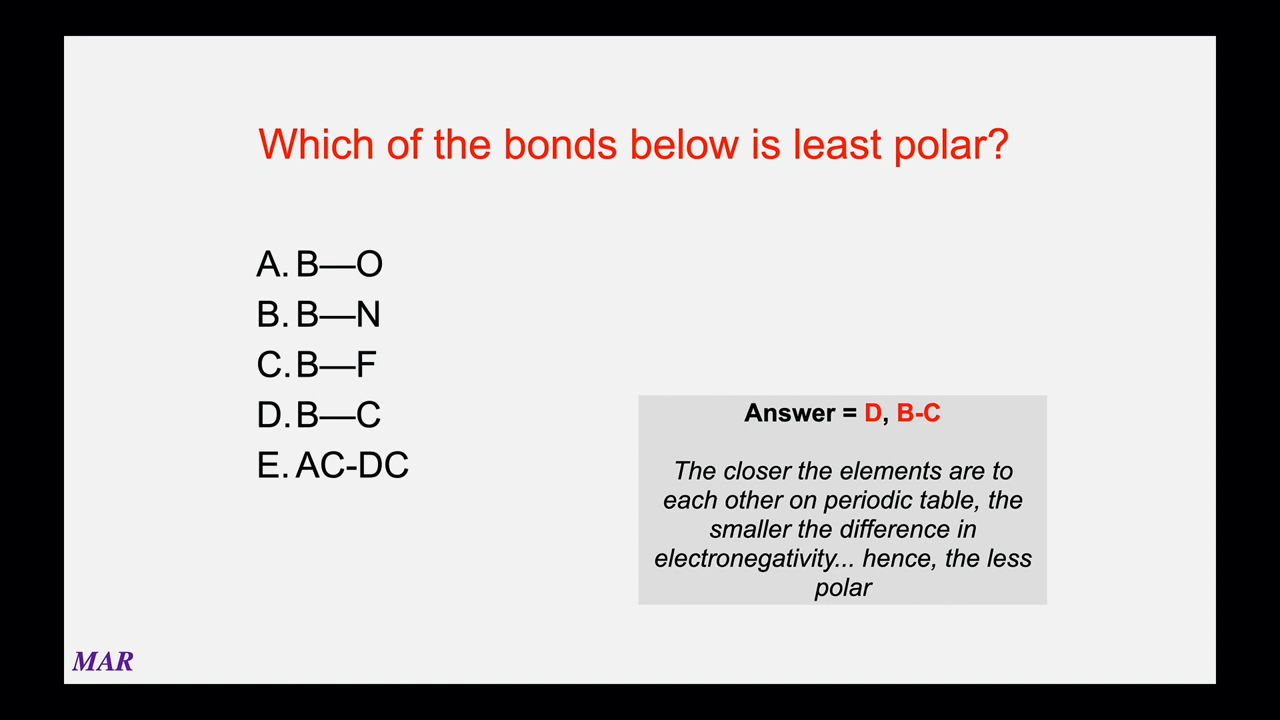 Which of the bonds below is least polar?
A. B—O
B. B—N
C. B—F
D. B—C
E. AC-DC
Answer = D, B-C
The closer the elements are to
each other on periodic table, the
smaller the difference in
electronegativity... hence, the less
polar
MAR